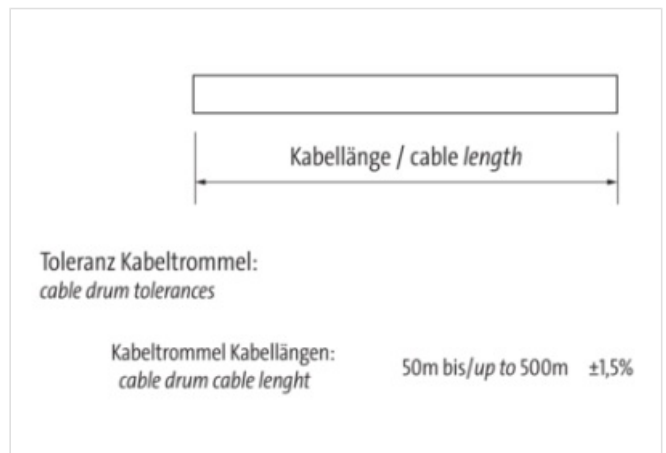 Kabellänge / cable length
Toleranz Kabeltrommel:
cable drum tolerances
Kabeltrommel Kabellängen:
cable drum cable lenght
50m bis/up to 500m ±1,5%